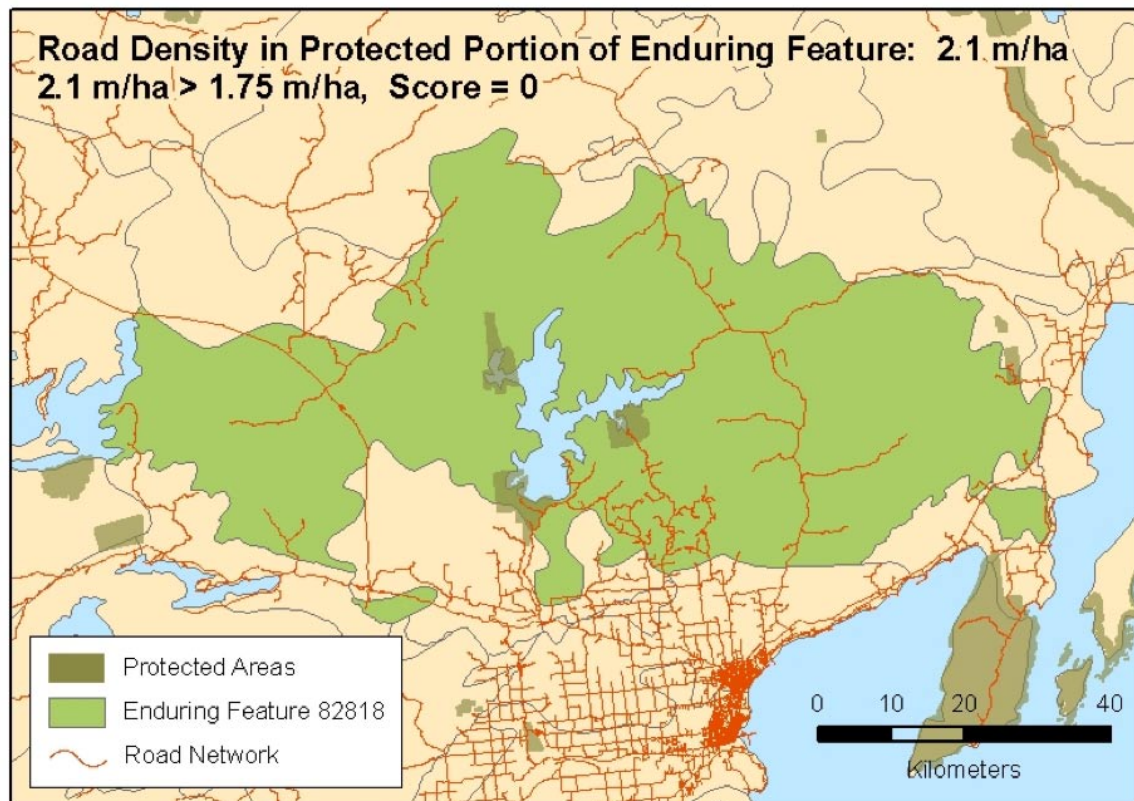 Road Density in Protected Portion of Enduring Feature: 2.1 m/ha
2.1 m/ha > 1.75 m/ha, Score = 0
Protected Areas
Enduring Feature 82818
Road Network
0 10 20 40
Kilometers